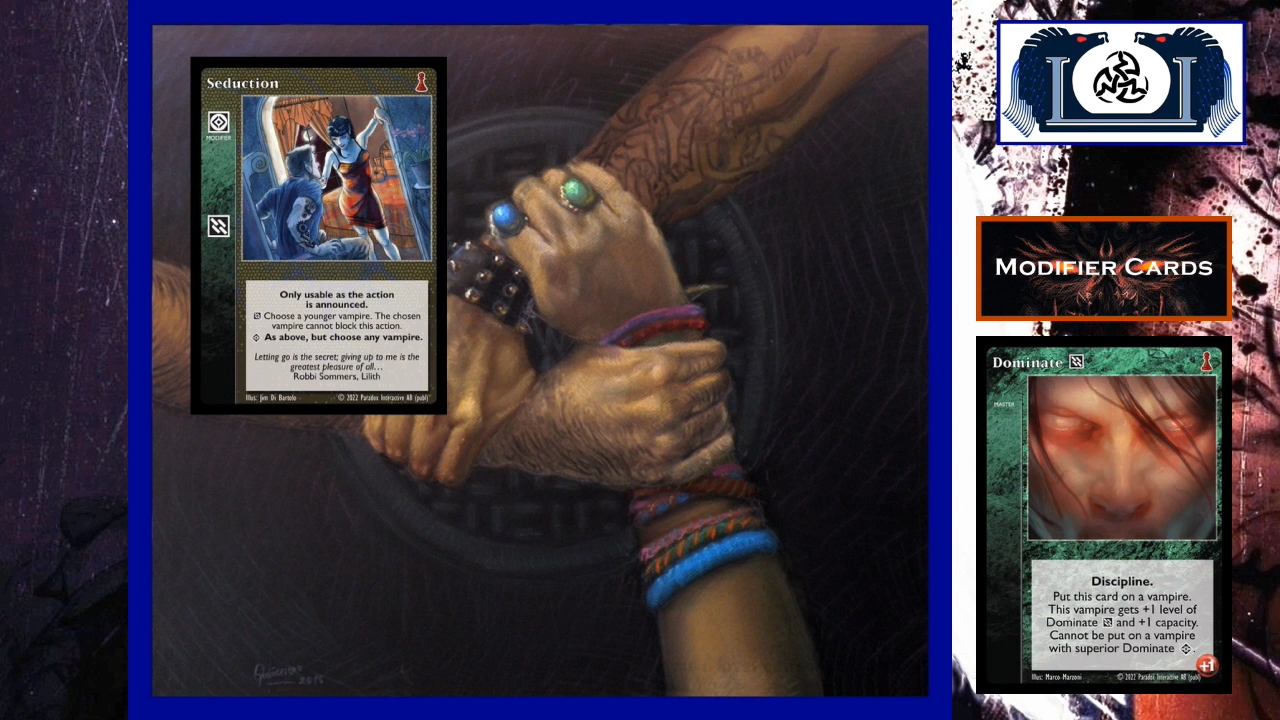 Seduction
MODIFIER
Only usable as the action
is announced.
Choose a younger vampire. The chosen
vampire cannot block this action.
As above, but choose any vampire.
Letting go is the secret; giving up to me is the
greatest pleasure of all…
Robbi Sommers, Lilith
Illus: Jim Di Bartolo © 2022 Paradox Interactive AB (publ)
2015
MODIFIER CARDS
Dominate
MASTER
Discipline.
Put this card on a vampire.
This vampire gets +1 level of
Dominate and +1 capacity.
Cannot be put on a vampire
with superior Dominate .
+1
Illus: Marco Marzoni © 2022 Paradox Interactive AB (publ)